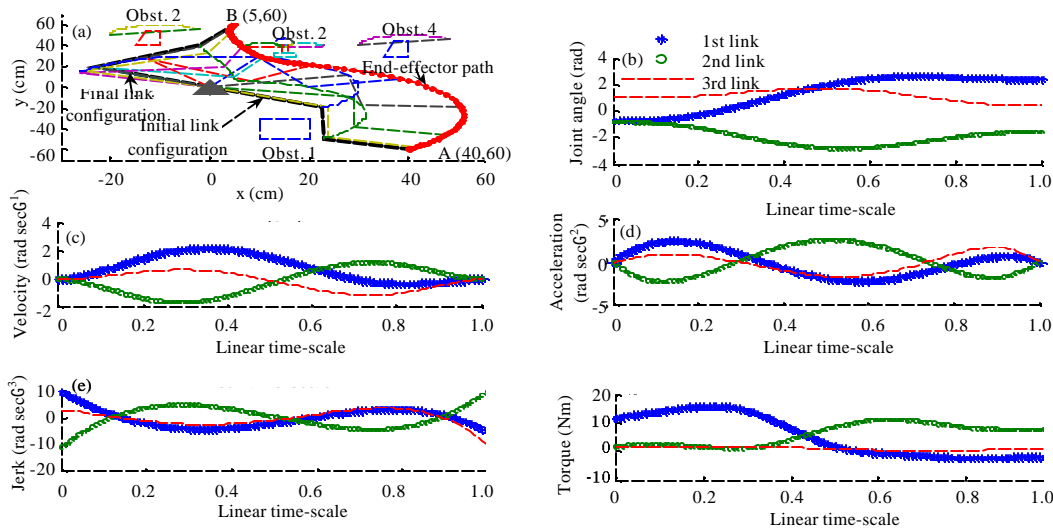 (a)
Obst. 2
B (5,60)
Obst. 2
Obst. 4
End-effector path
Final link
configuration
Initial link
configuration
Obst. 1
A (40,60)
60
40
20
0
-20
-40
-60
y (cm)
-20
0
20
40
60
x (cm)
(b)
1st link
2nd link
3rd link
4
2
0
-2
-4
Joint angle (rad)
0
0.2
0.4
0.6
0.8
1.0
Linear time-scale
(c)
4
2
0
-2
Velocity (rad secG¹)
0
0.2
0.4
0.6
0.8
1.0
Linear time-scale
(d)
5
0
-5
Acceleration
(rad secG²)
0
0.2
0.4
0.6
0.8
1.0
Linear time-scale
(e)
10
0
-10
-20
Jerk (rad secG³)
0
0.2
0.4
0.6
0.8
1.0
Linear time-scale
20
10
0
-10
Torque (Nm)
0
0.2
0.4
0.6
0.8
1.0
Linear time-scale